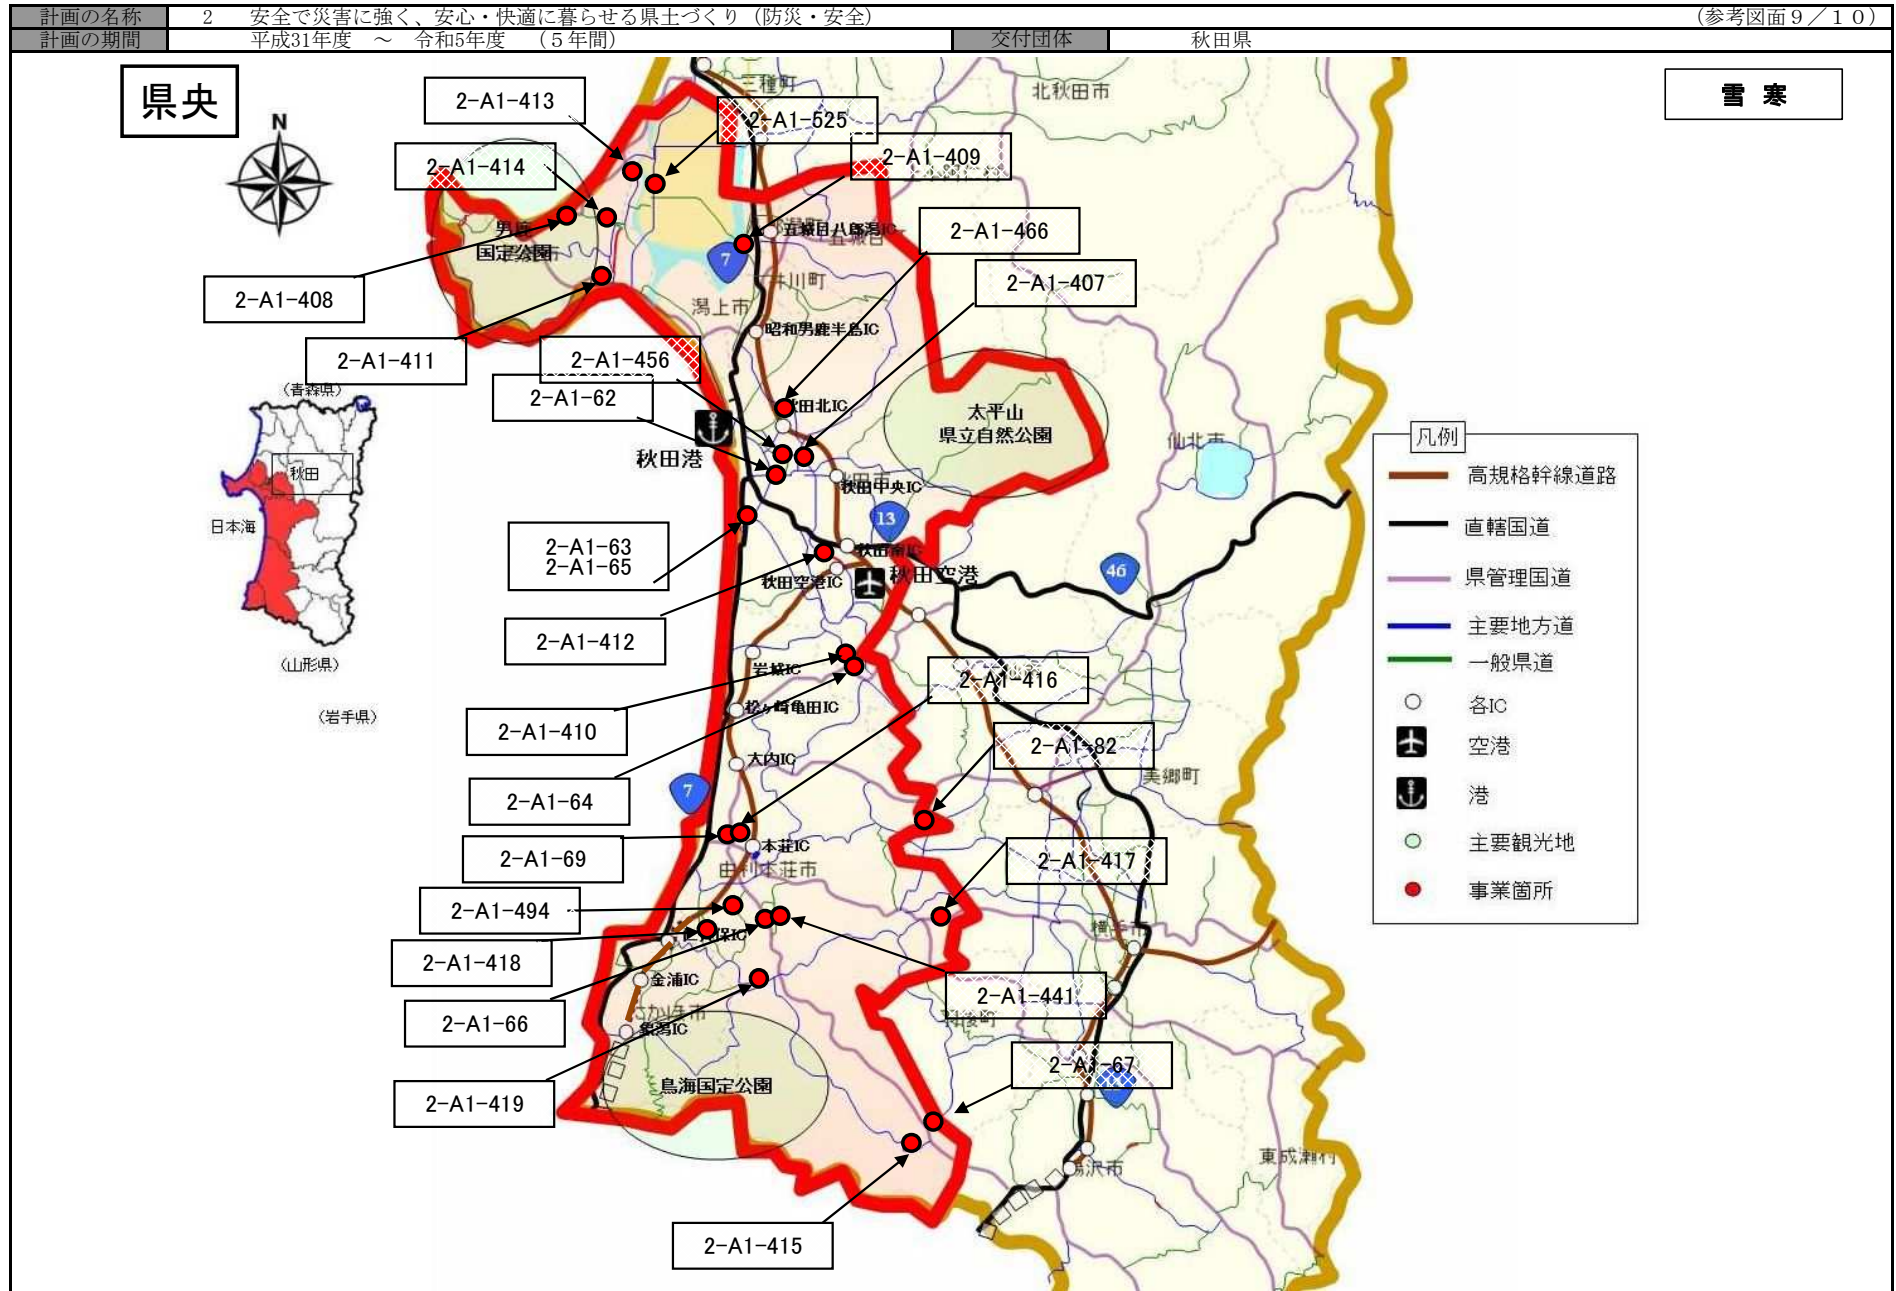 計画の名称 2 安全で災害に強く、安心・快適に暮らせる県土づくり（防災・安全） （参考図面９／１０）
計画の期間 平成31年度 ～ 令和5年度 （５年間） 交付団体 秋田県
県央
雪 寒
N
三種町
北秋田市
2-A1-413
2-A1-525
2-A1-414
2-A1-409
2-A1-466
男鹿
国定公園
五城目八郎潟IC
7
井川町
2-A1-407
2-A1-408
潟上市
昭和男鹿半島IC
2-A1-411
2-A1-456
2-A1-62
秋田北IC
太平山
県立自然公園
仙北市
秋田港
秋田中央IC
13
2-A1-63
2-A1-65
秋田南IC
秋田空港IC
秋田空港
46
2-A1-412
岩城IC
2-A1-416
松ヶ崎亀田IC
2-A1-410
2-A1-82
大内IC
美郷町
7
2-A1-64
本荘IC
2-A1-69
由利本荘市
2-A1-417
2-A1-494
横手市
2-A1-418
金浦IC
2-A1-441
2-A1-66
にかほ市
象潟IC
羽後町
2-A1-67
鳥海国定公園
2-A1-419
湯沢市
東成瀬村
2-A1-415
（青森県）
秋田
日本海
（山形県）
（岩手県）
凡例
高規格幹線道路
直轄国道
県管理国道
主要地方道
一般県道
各IC
空港
港
主要観光地
事業箇所